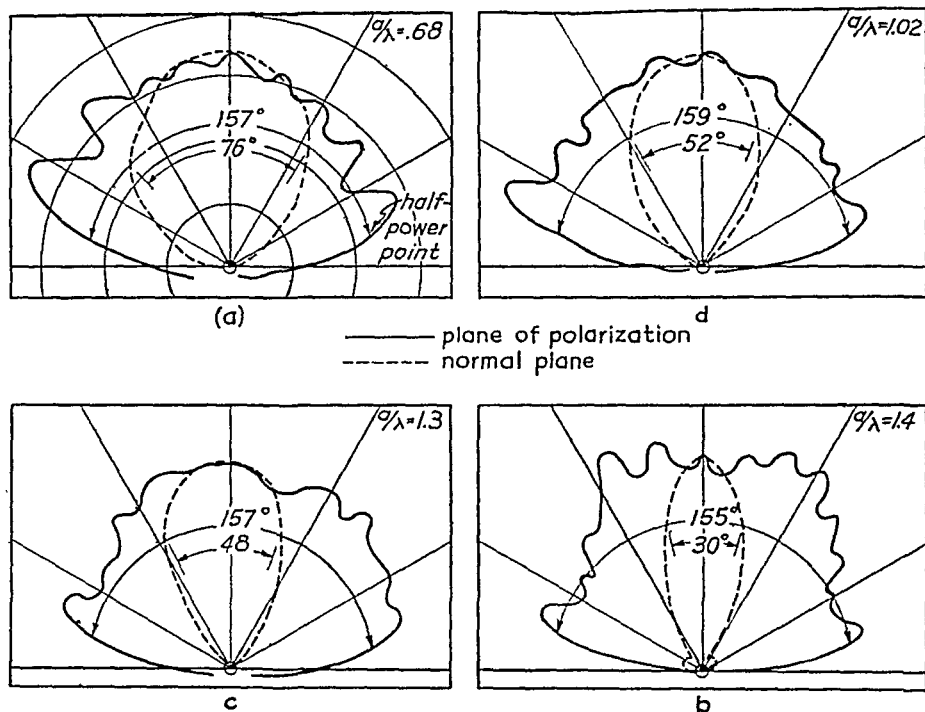 a/λ=.68
157°
76°
half-
power
point
(a)
a/λ=1.02
159°
52°
d
plane of polarization
normal plane
a/λ=1.3
157°
48
c
a/λ=1.4
155°
30°
b